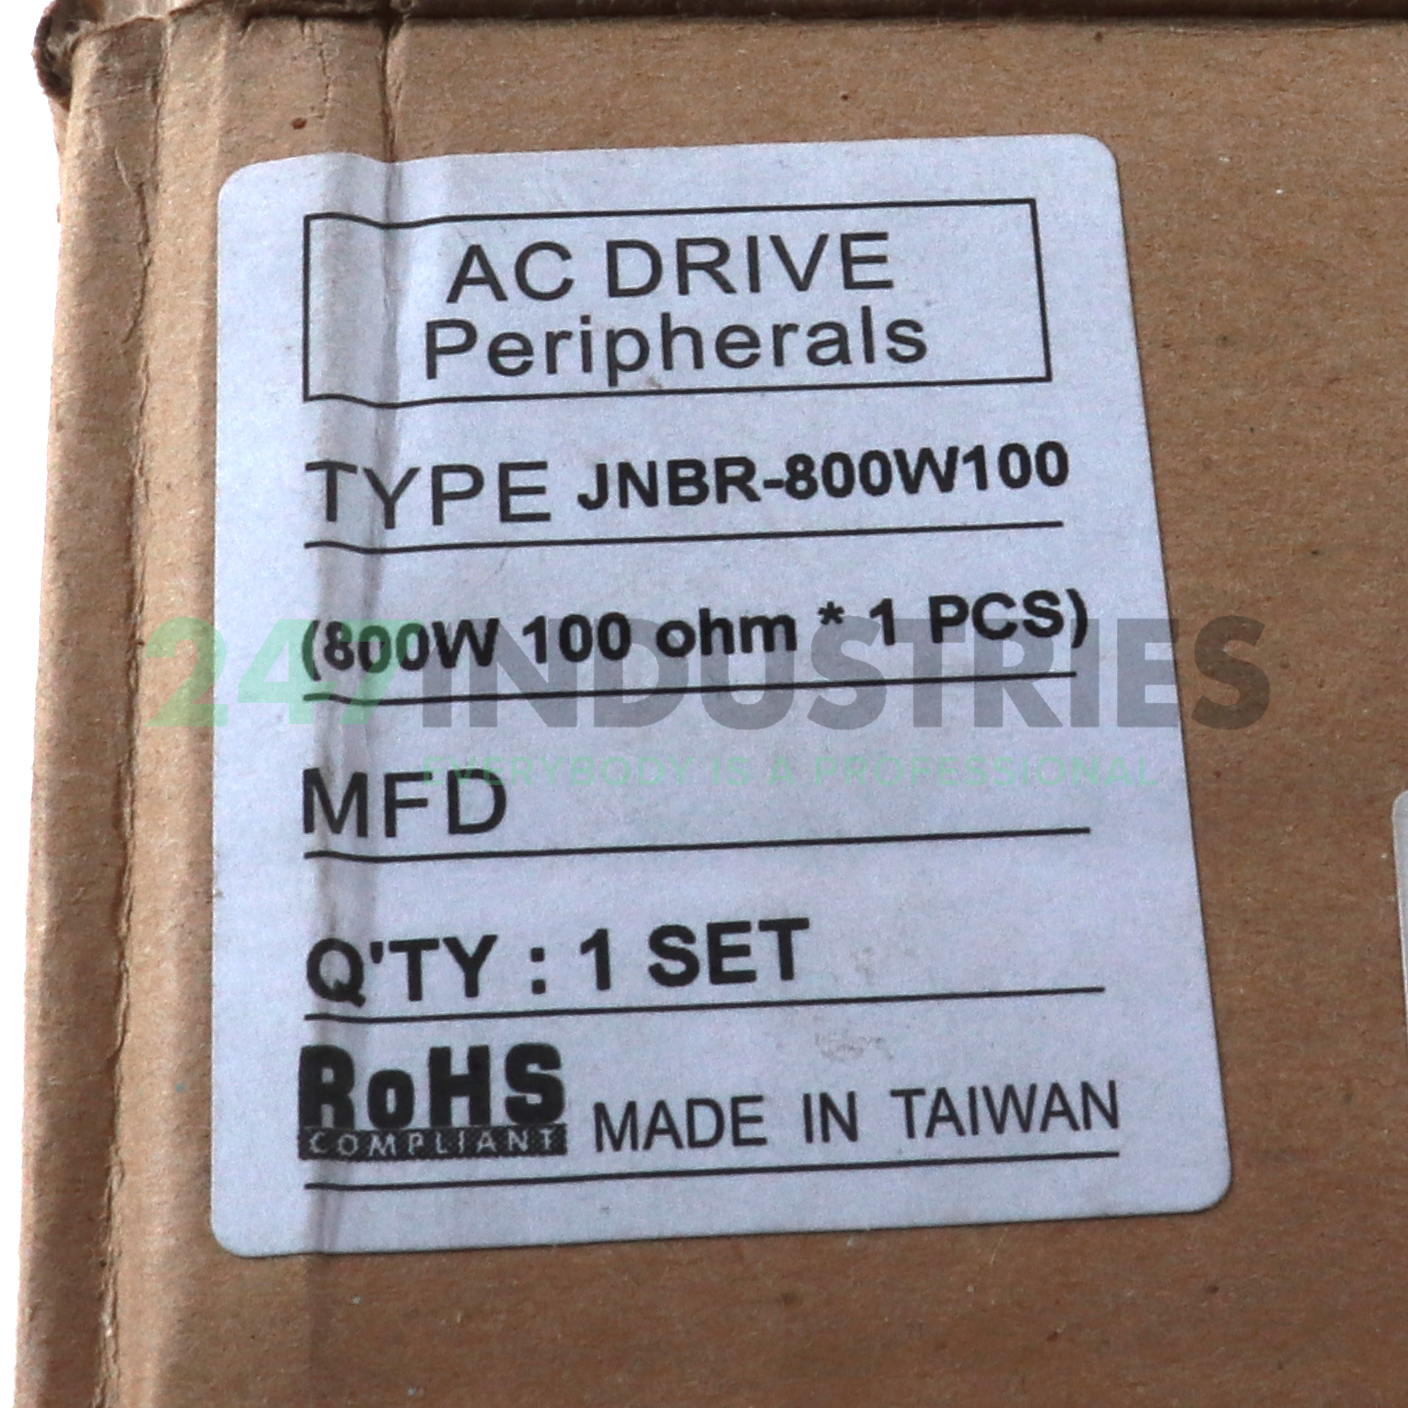 AC DRIVE
Peripherals
TYPE JNBR-800W100
(800W 100 ohm * 1 PCS)
247INDUSTRIES
EVERYBODY IS A PROFESSIONAL
MFD
Q'TY : 1 SET
RoHS
COMPLIANT
MADE IN TAIWAN